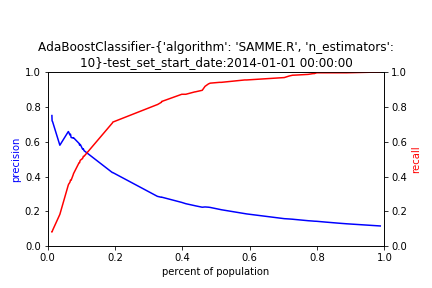 AdaBoostClassifier-{'algorithm': 'SAMME.R', 'n_estimators':
10}-test_set_start_date:2014-01-01 00:00:00
1.0
0.8
0.6
0.4
0.2
0.0
precision
1.0
0.8
0.6
0.4
0.2
0.0
recall
0.0 0.2 0.4 0.6 0.8 1.0
percent of population